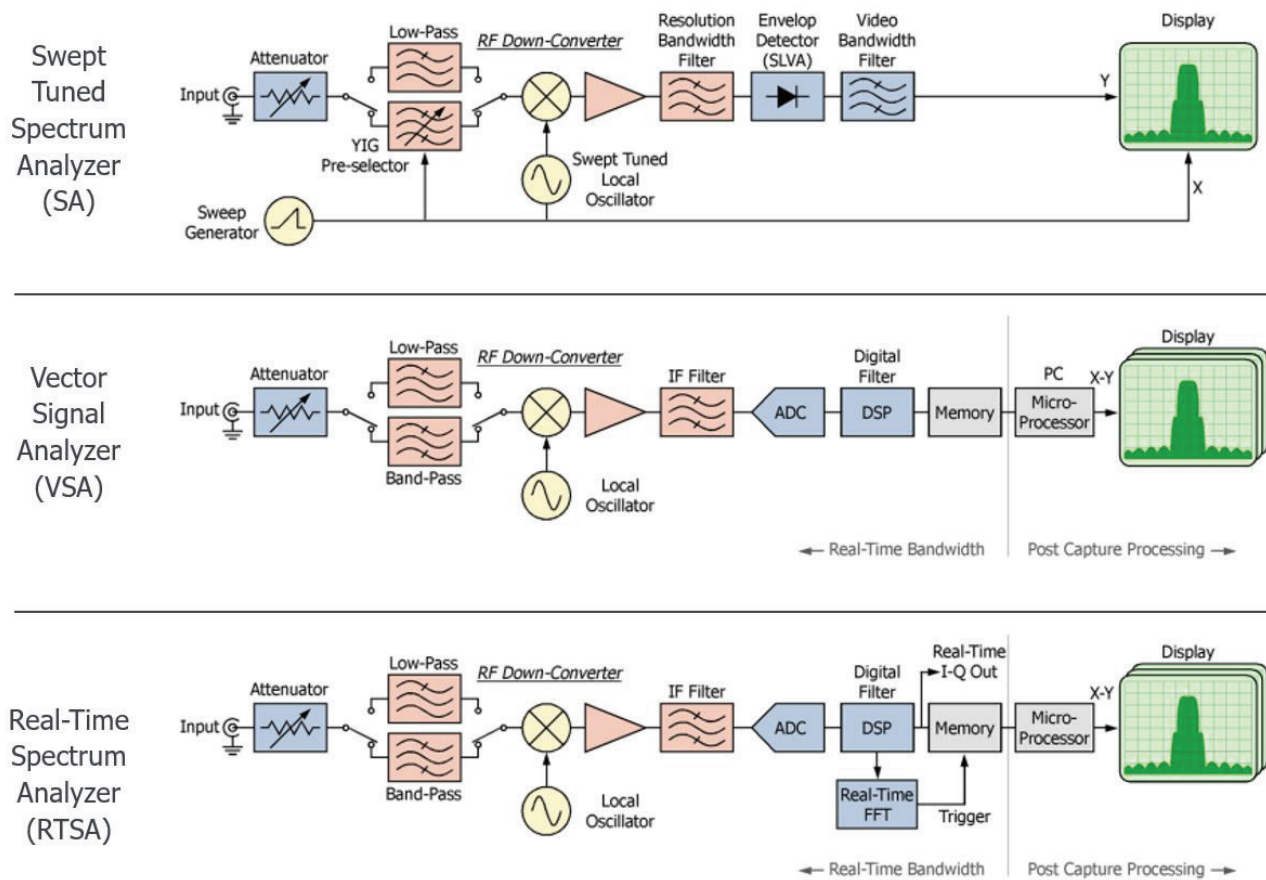 Swept
Tuned
Spectrum
Analyzer
(SA)
Input
Attenuator
Low-Pass
YIG
Pre-selector
RF Down-Converter
Swept Tuned
Local
Oscillator
Sweep
Generator
Resolution
Bandwidth
Filter
Envelop
Detector
(SLVA)
Video
Bandwidth
Filter
Y
X
Display
Vector
Signal
Analyzer
(VSA)
Input
Attenuator
Low-Pass
Band-Pass
RF Down-Converter
Local
Oscillator
IF Filter
ADC
Digital
Filter
DSP
Memory
PC
Micro-
Processor
X-Y
Display
Real-Time Bandwidth
Post Capture Processing
Real-Time
Spectrum
Analyzer
(RTSA)
Input
Attenuator
Low-Pass
Band-Pass
RF Down-Converter
Local
Oscillator
IF Filter
ADC
Digital
Filter
DSP
Real-Time
FFT
Real-Time
I-Q Out
Memory
Trigger
Micro-
Processor
X-Y
Display
Real-Time Bandwidth
Post Capture Processing